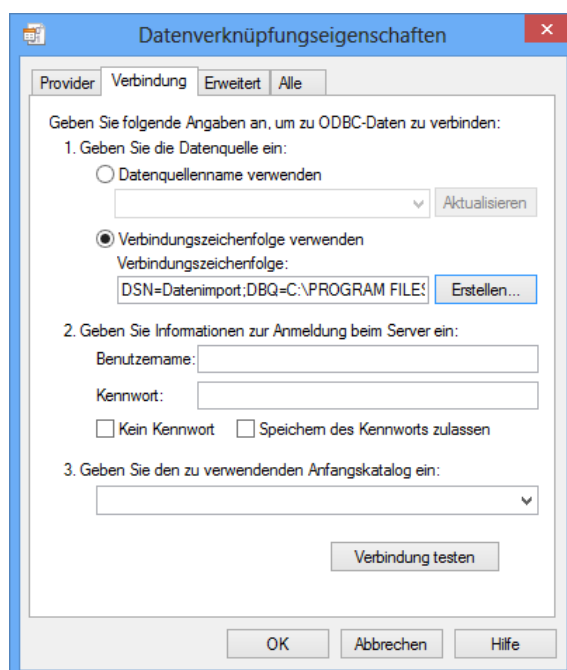 Datenverknüpfungseigenschaften
Provider Verbindung Erweitert Alle
Geben Sie folgende Angaben an, um zu ODBC-Daten zu verbinden:
1. Geben Sie die Datenquelle ein:
Datenquellenname verwenden
Aktualisieren
Verbindungszeichenfolge verwenden
Verbindungszeichenfolge:
DSN=Datenimport;DBQ=C:\PROGRAM FILES Erstellen...
2. Geben Sie Informationen zur Anmeldung beim Server ein:
Benutzername:
Kennwort:
Kein Kennwort Speichern des Kennworts zulassen
3. Geben Sie den zu verwendenden Anfangskatalog ein:
Verbindung testen
OK Abbrechen Hilfe